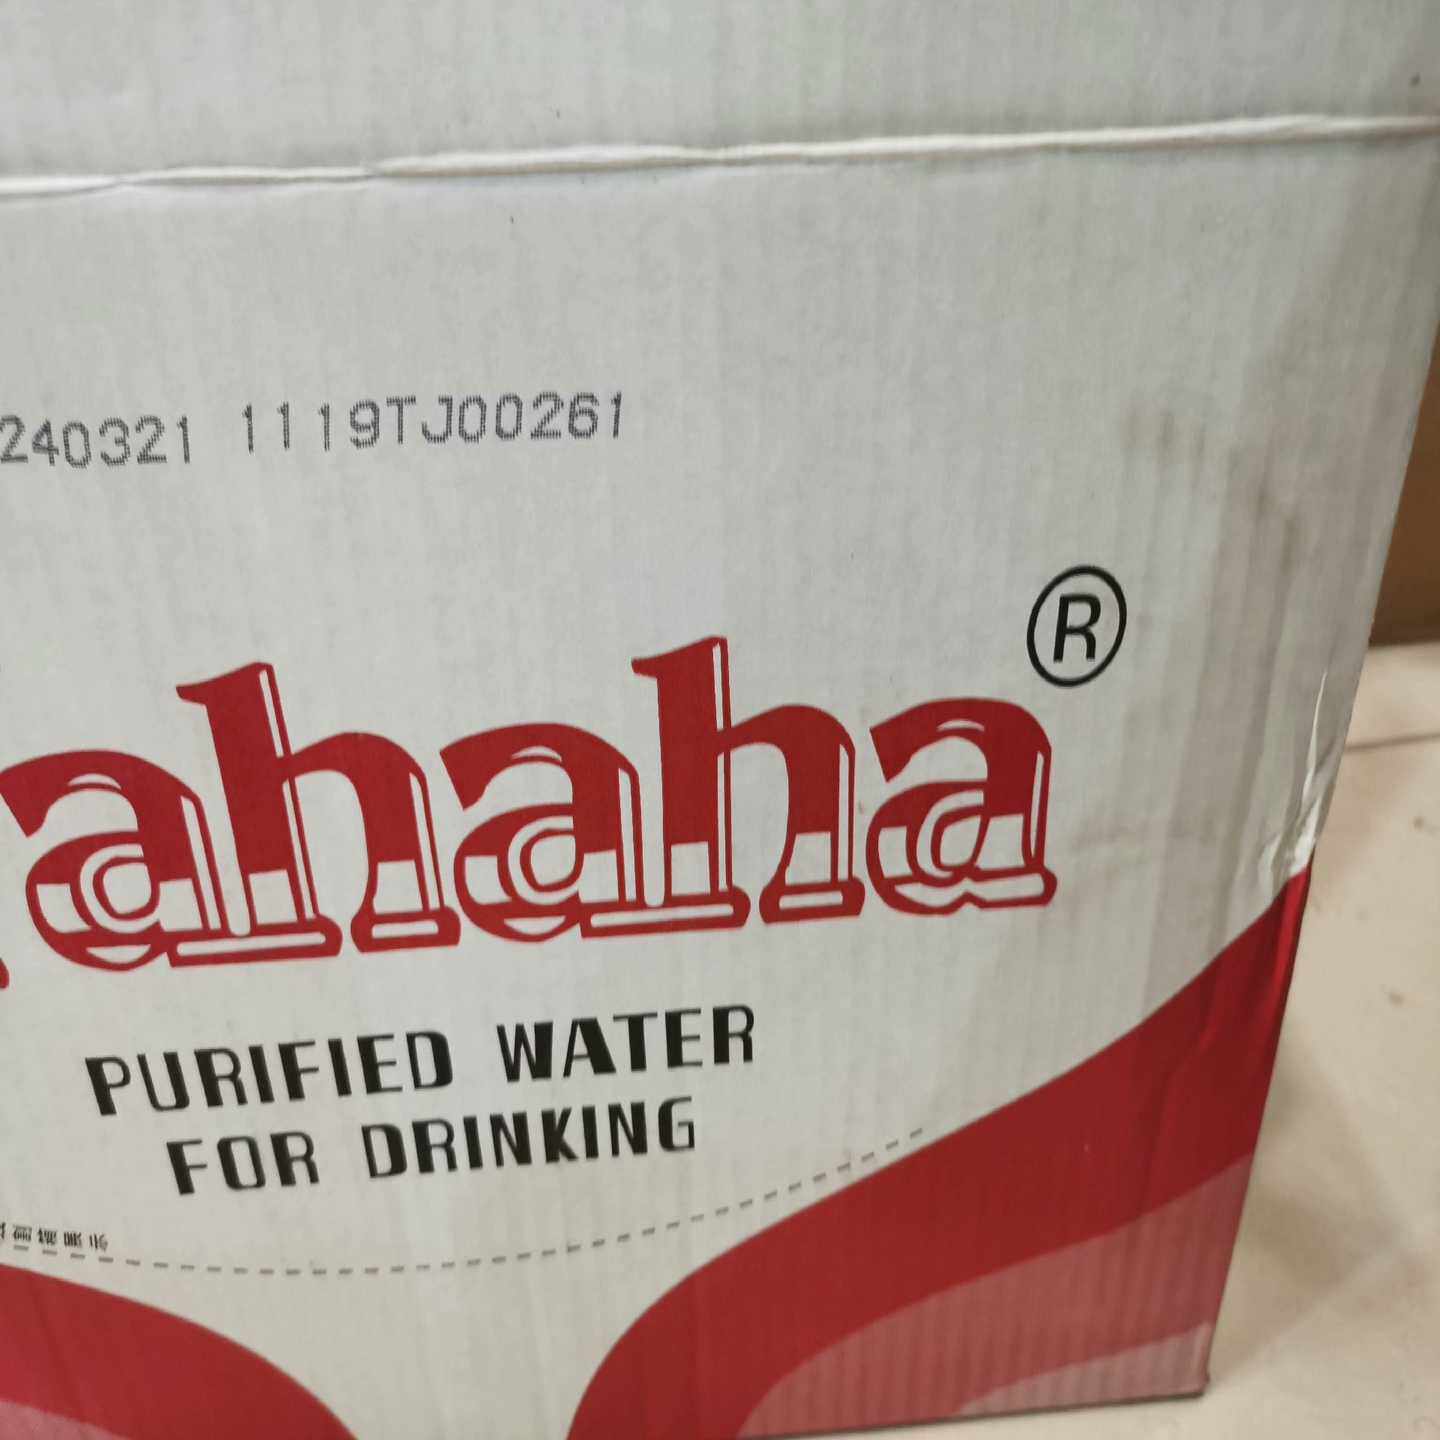 240321 1119TJ00261
ahaha®
PURIFIED WATER
FOR DRINKING